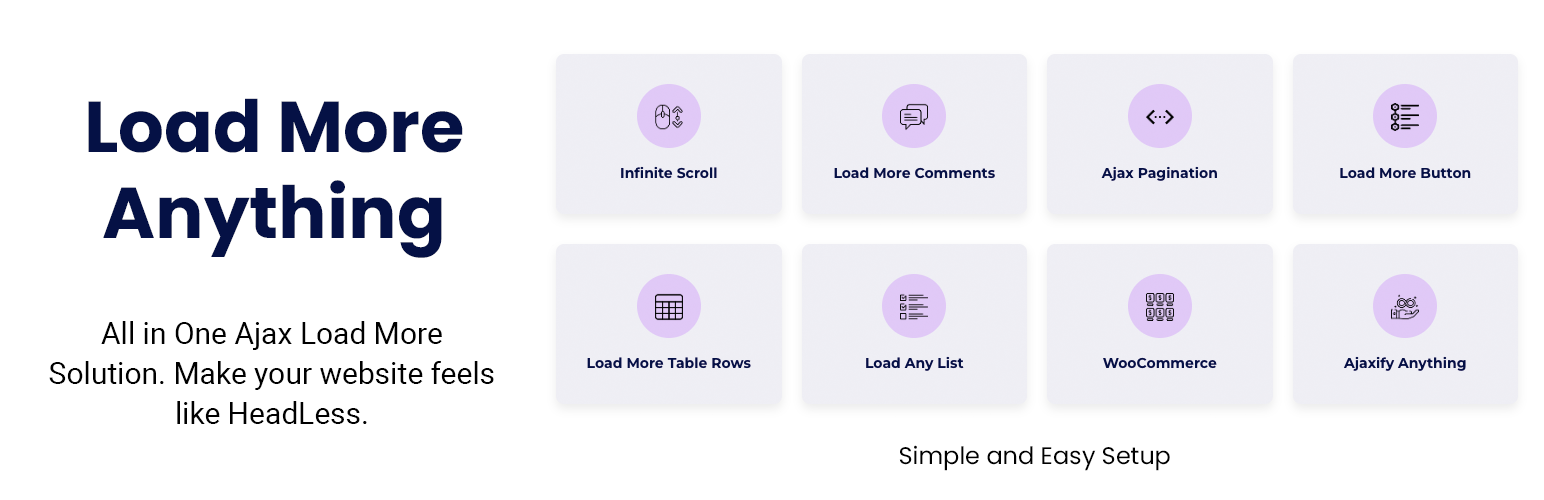 Load More
Anything
All in One Ajax Load More
Solution. Make your website feels
like HeadLess.
Infinite Scroll
Load More Comments
Ajax Pagination
Load More Button
Load More Table Rows
Load Any List
WooCommerce
Ajaxify Anything
Simple and Easy Setup